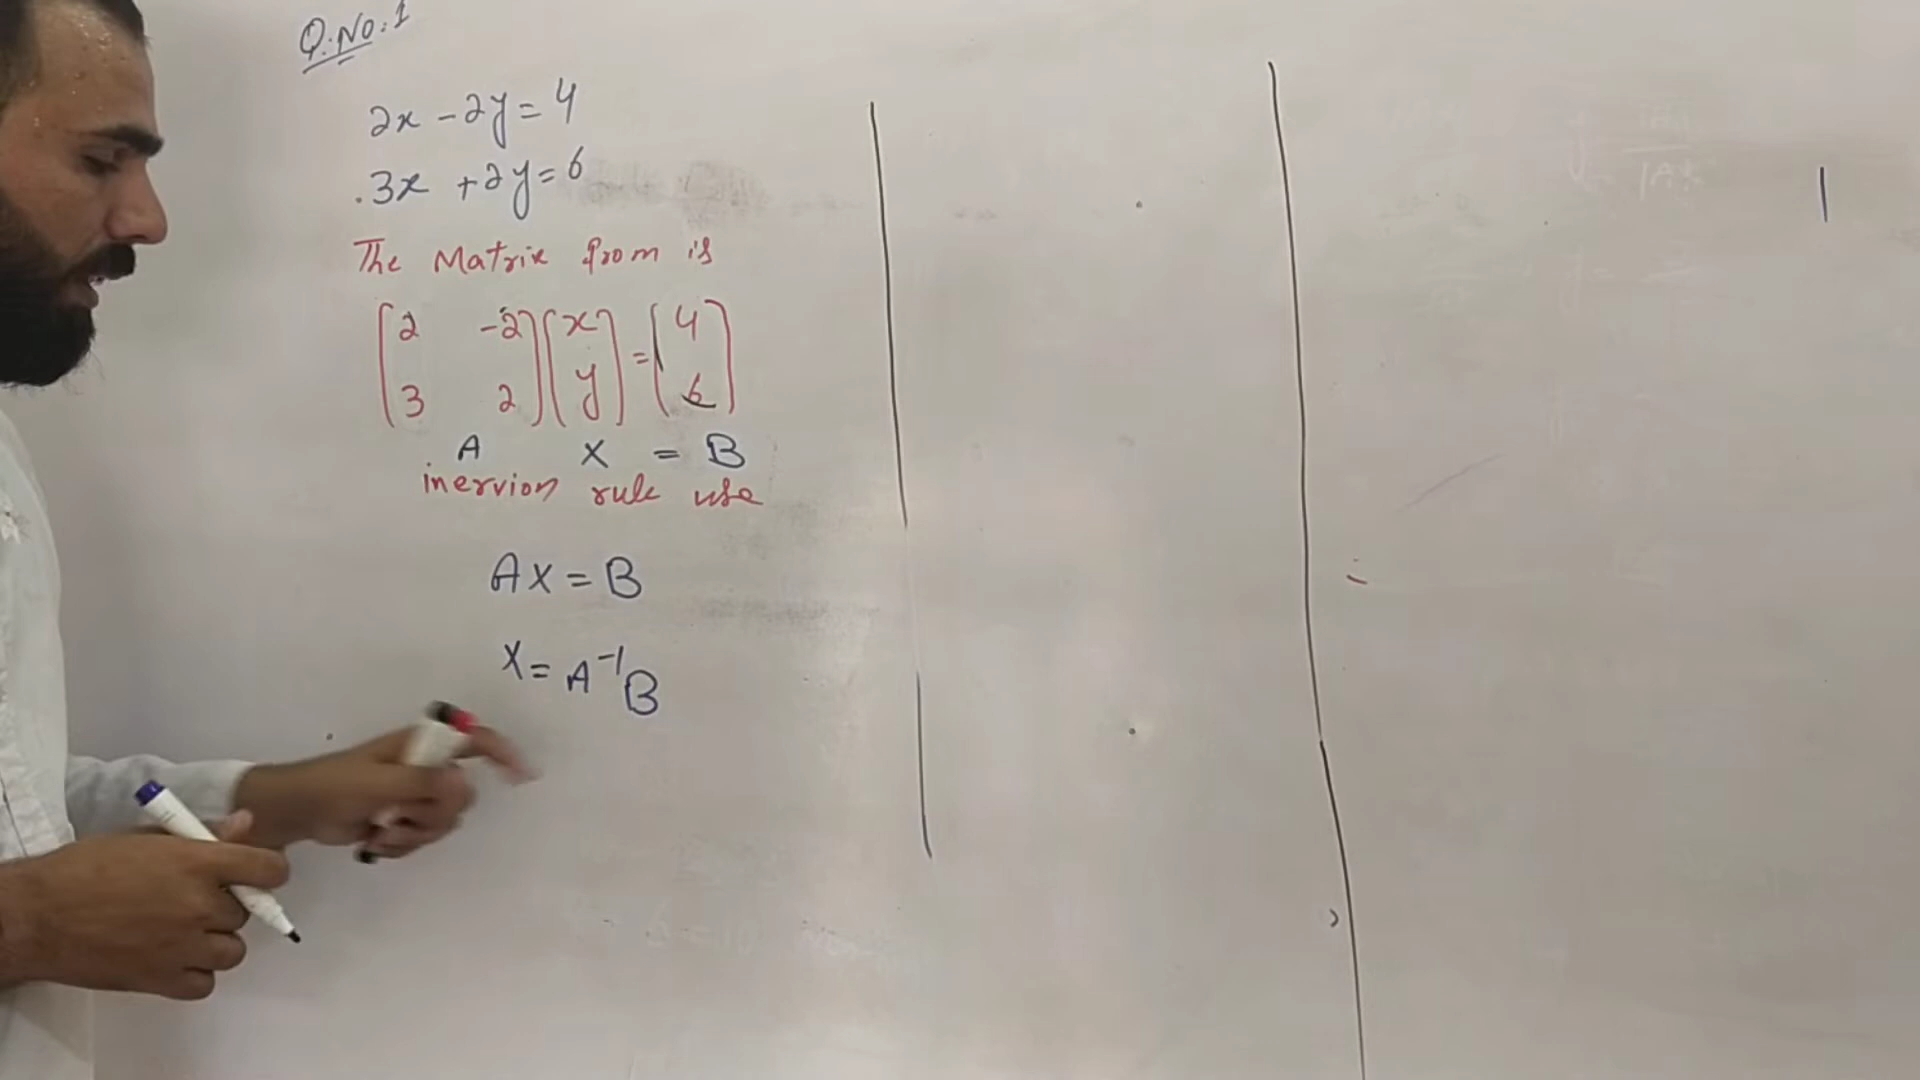 Q.No:1
2x - 2y = 4
3x + 2y = 6
The Matrix from is
[2 -2] [x] = [4]
[3 2] [y] [6]
A X = B
inervion rule use
AX = B
X = A⁻¹B